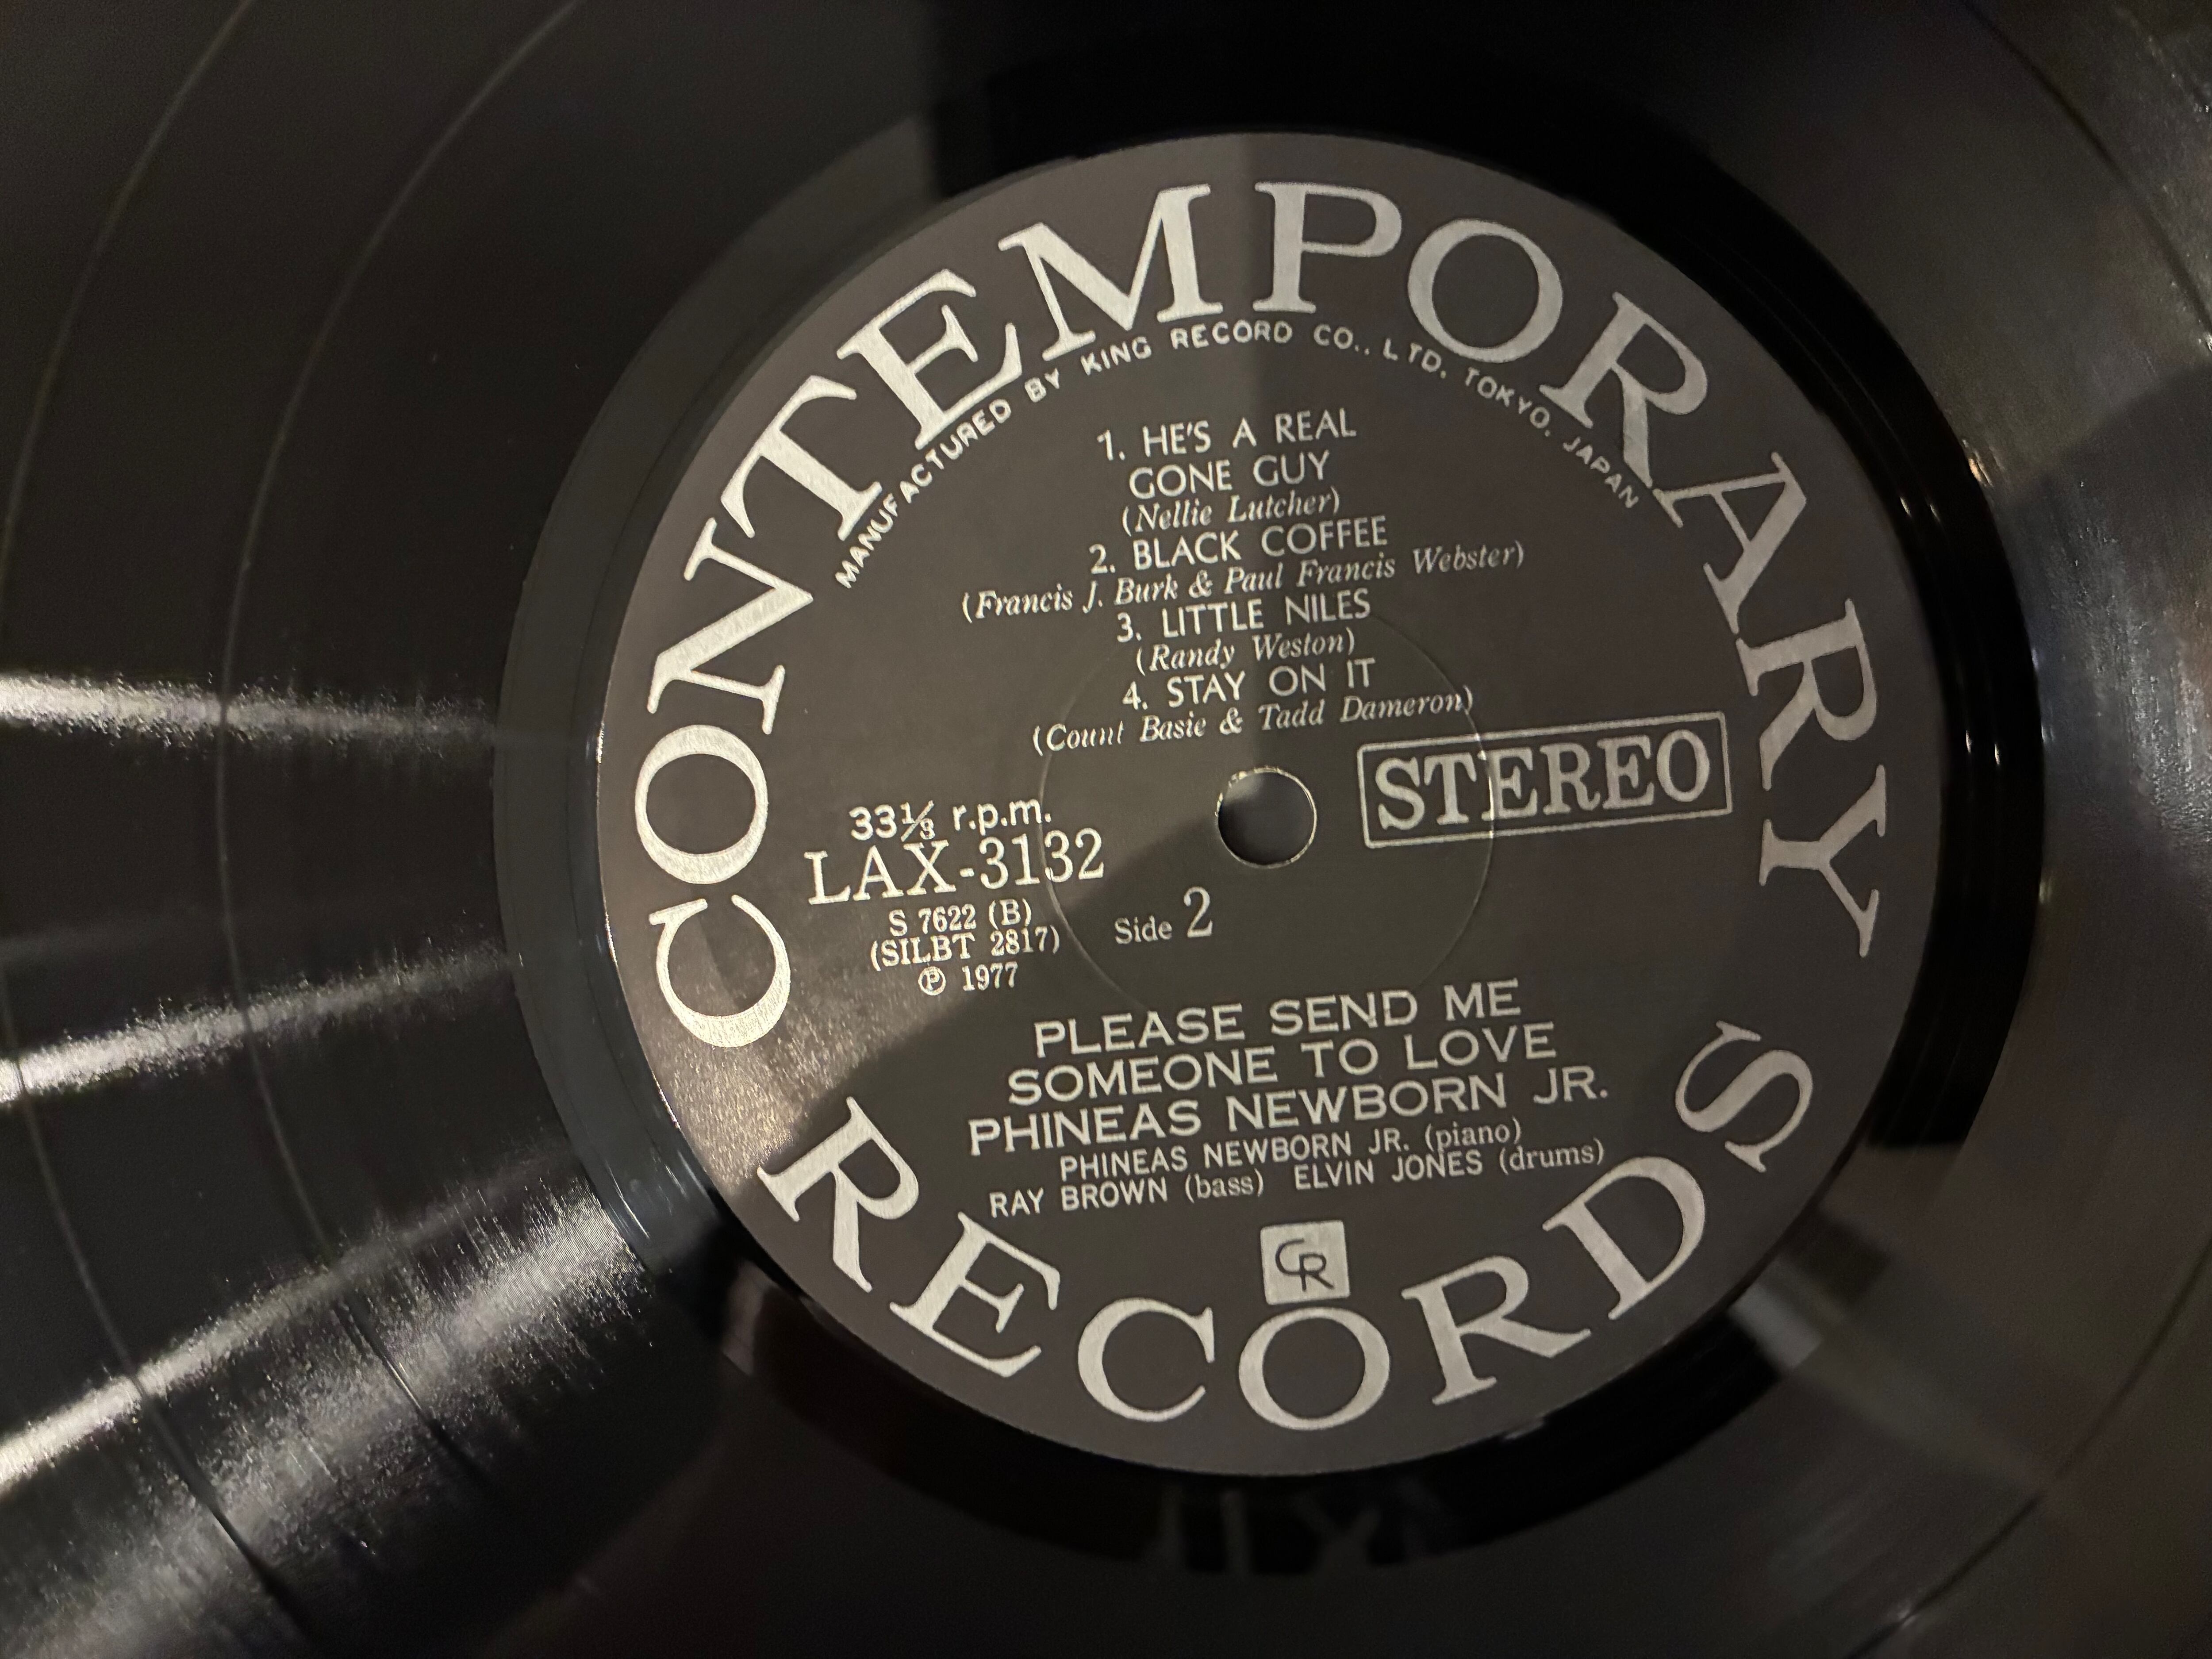 CONTEMPORARY
MANUFACTURED BY KING RECORD CO., LTD. TOKYO. JAPAN
1. HE'S A REAL
GONE GUY
(Nellie Lutcher)
2. BLACK COFFEE
(Francis J. Burk & Paul Francis Webster)
3. LITTLE NILES
(Randy Weston)
4. STAY ON IT
(Count Basie & Tadd Dameron)
STEREO
33⅓ r.p.m.
LAX-3132
S 7622 (B)
(SILBT 2817)
Ⓟ 1977
Side 2
PLEASE SEND ME
SOMEONE TO LOVE
PHINEAS NEWBORN JR.
PHINEAS NEWBORN JR. (piano)
RAY BROWN (bass) ELVIN JONES (drums)
CR
RECORDS